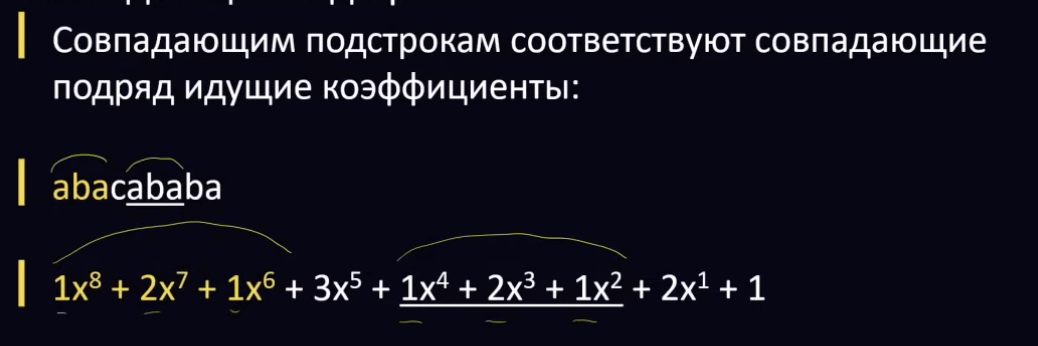 Совпадающим подстрокам соответствуют совпадающие
подряд идущие коэффициенты:
abacababa
1x⁸ + 2x⁷ + 1x⁶ + 3x⁵ + 1x⁴ + 2x³ + 1x² + 2x¹ + 1